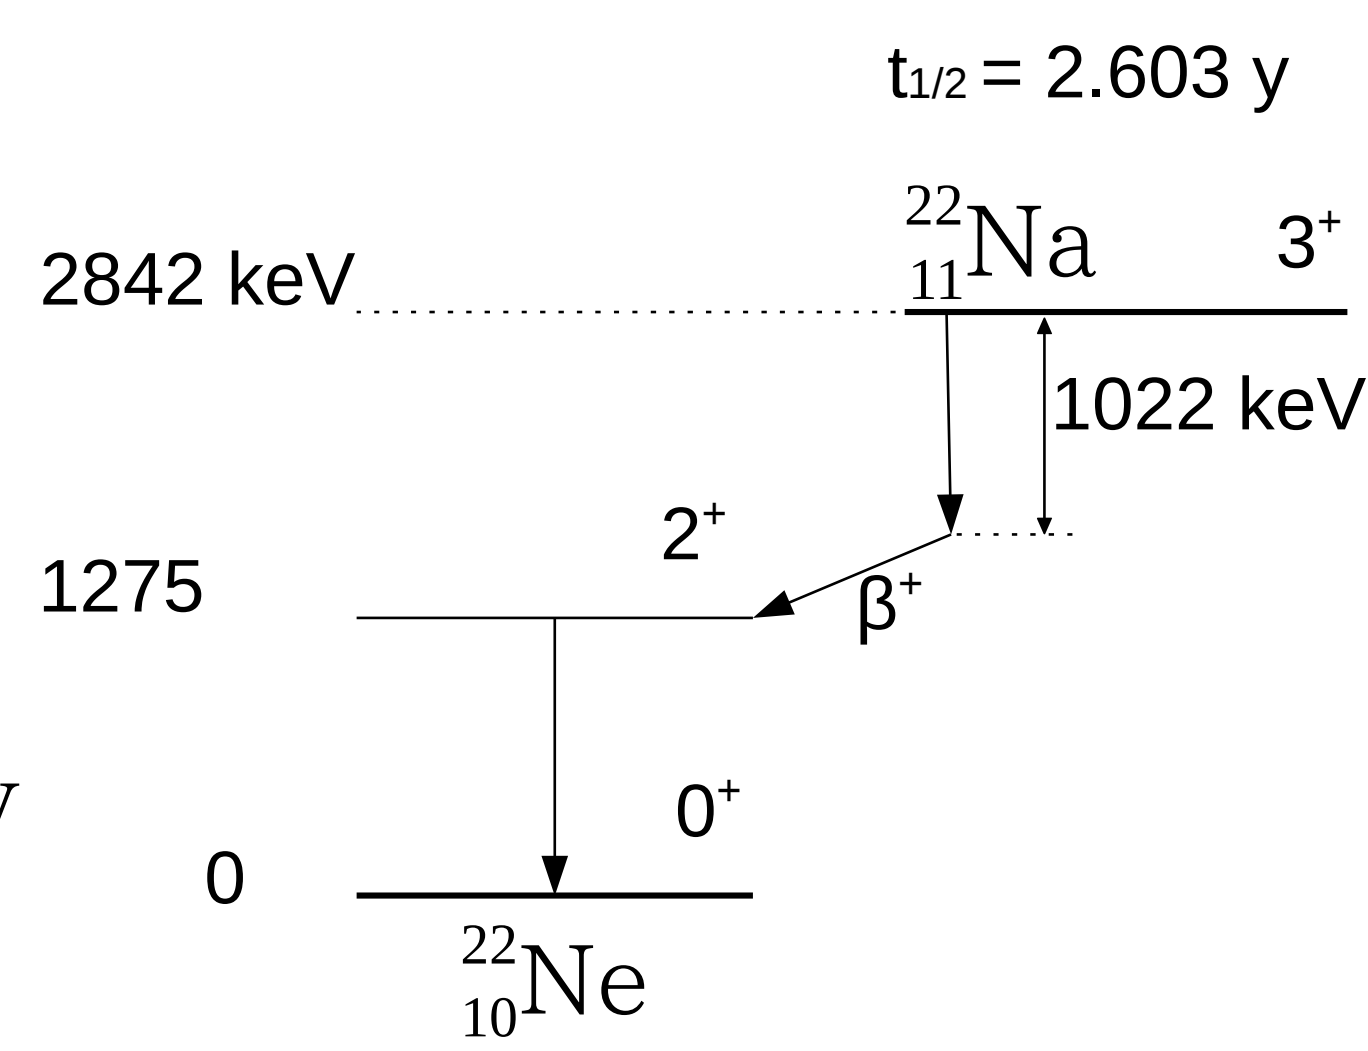 t1/2 = 2.603 y
22
11Na 3+
2842 keV
1022 keV
2+
1275
β+
0+
0
22
10Ne